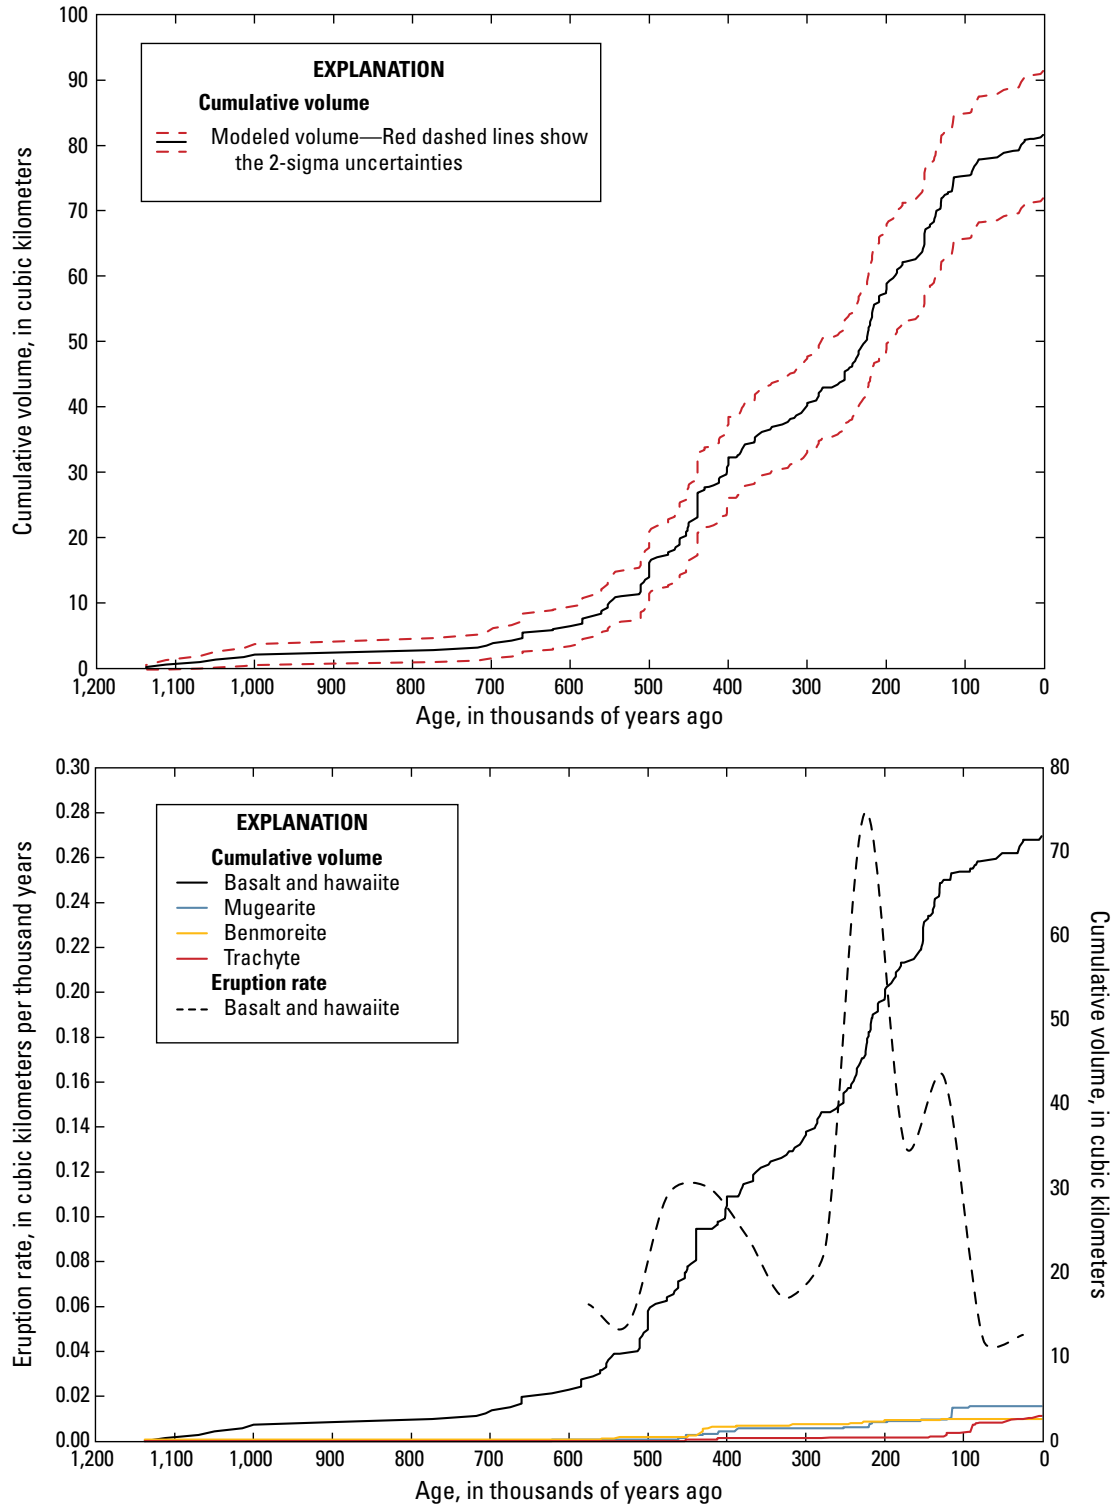 100
90
80
70
60
50
40
30
20
10
0
Cumulative volume, in cubic kilometers
EXPLANATION
Cumulative volume
Modeled volume—Red dashed lines show
the 2-sigma uncertainties
1,200 1,100 1,000 900 800 700 600 500 400 300 200 100 0
Age, in thousands of years ago
0.30
0.28
0.26
0.24
0.22
0.20
0.18
0.16
0.14
0.12
0.10
0.08
0.06
0.04
0.02
0.00
Eruption rate, in cubic kilometers per thousand years
EXPLANATION
Cumulative volume
Basalt and hawaiite
Mugearite
Benmoreite
Trachyte
Eruption rate
Basalt and hawaiite
80
70
60
50
40
30
20
10
0
Cumulative volume, in cubic kilometers
1,200 1,100 1,000 900 800 700 600 500 400 300 200 100 0
Age, in thousands of years ago